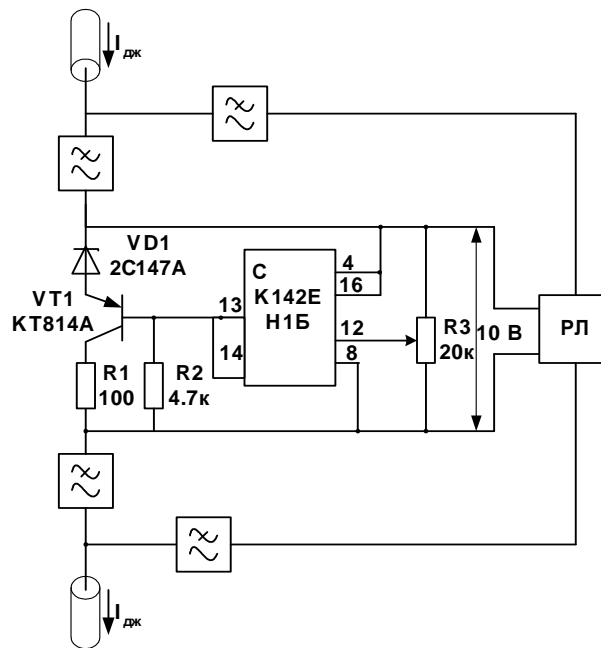 I дж
VD1
2С147А
С
К142Е
Н1Б
4
16
13
12
14
8
VT1
КТ814А
R3
20к
10 В
РЛ
R1
100
R2
4.7к
I дж